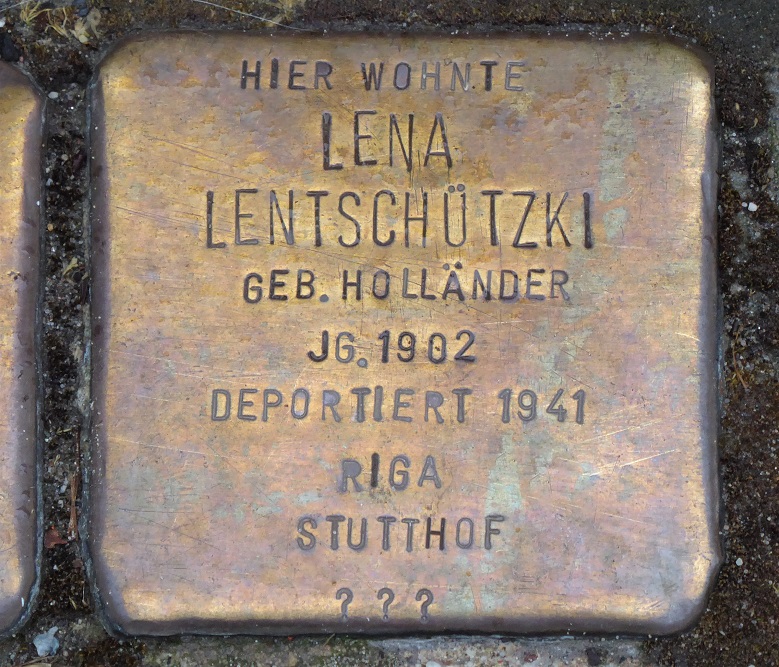 HIER WOHNTE
LENA
LENTSCHÜTZKI
GEB. HOLLÄNDER
JG. 1902
DEPORTIERT 1941
RIGA
STUTTHOF
? ? ?